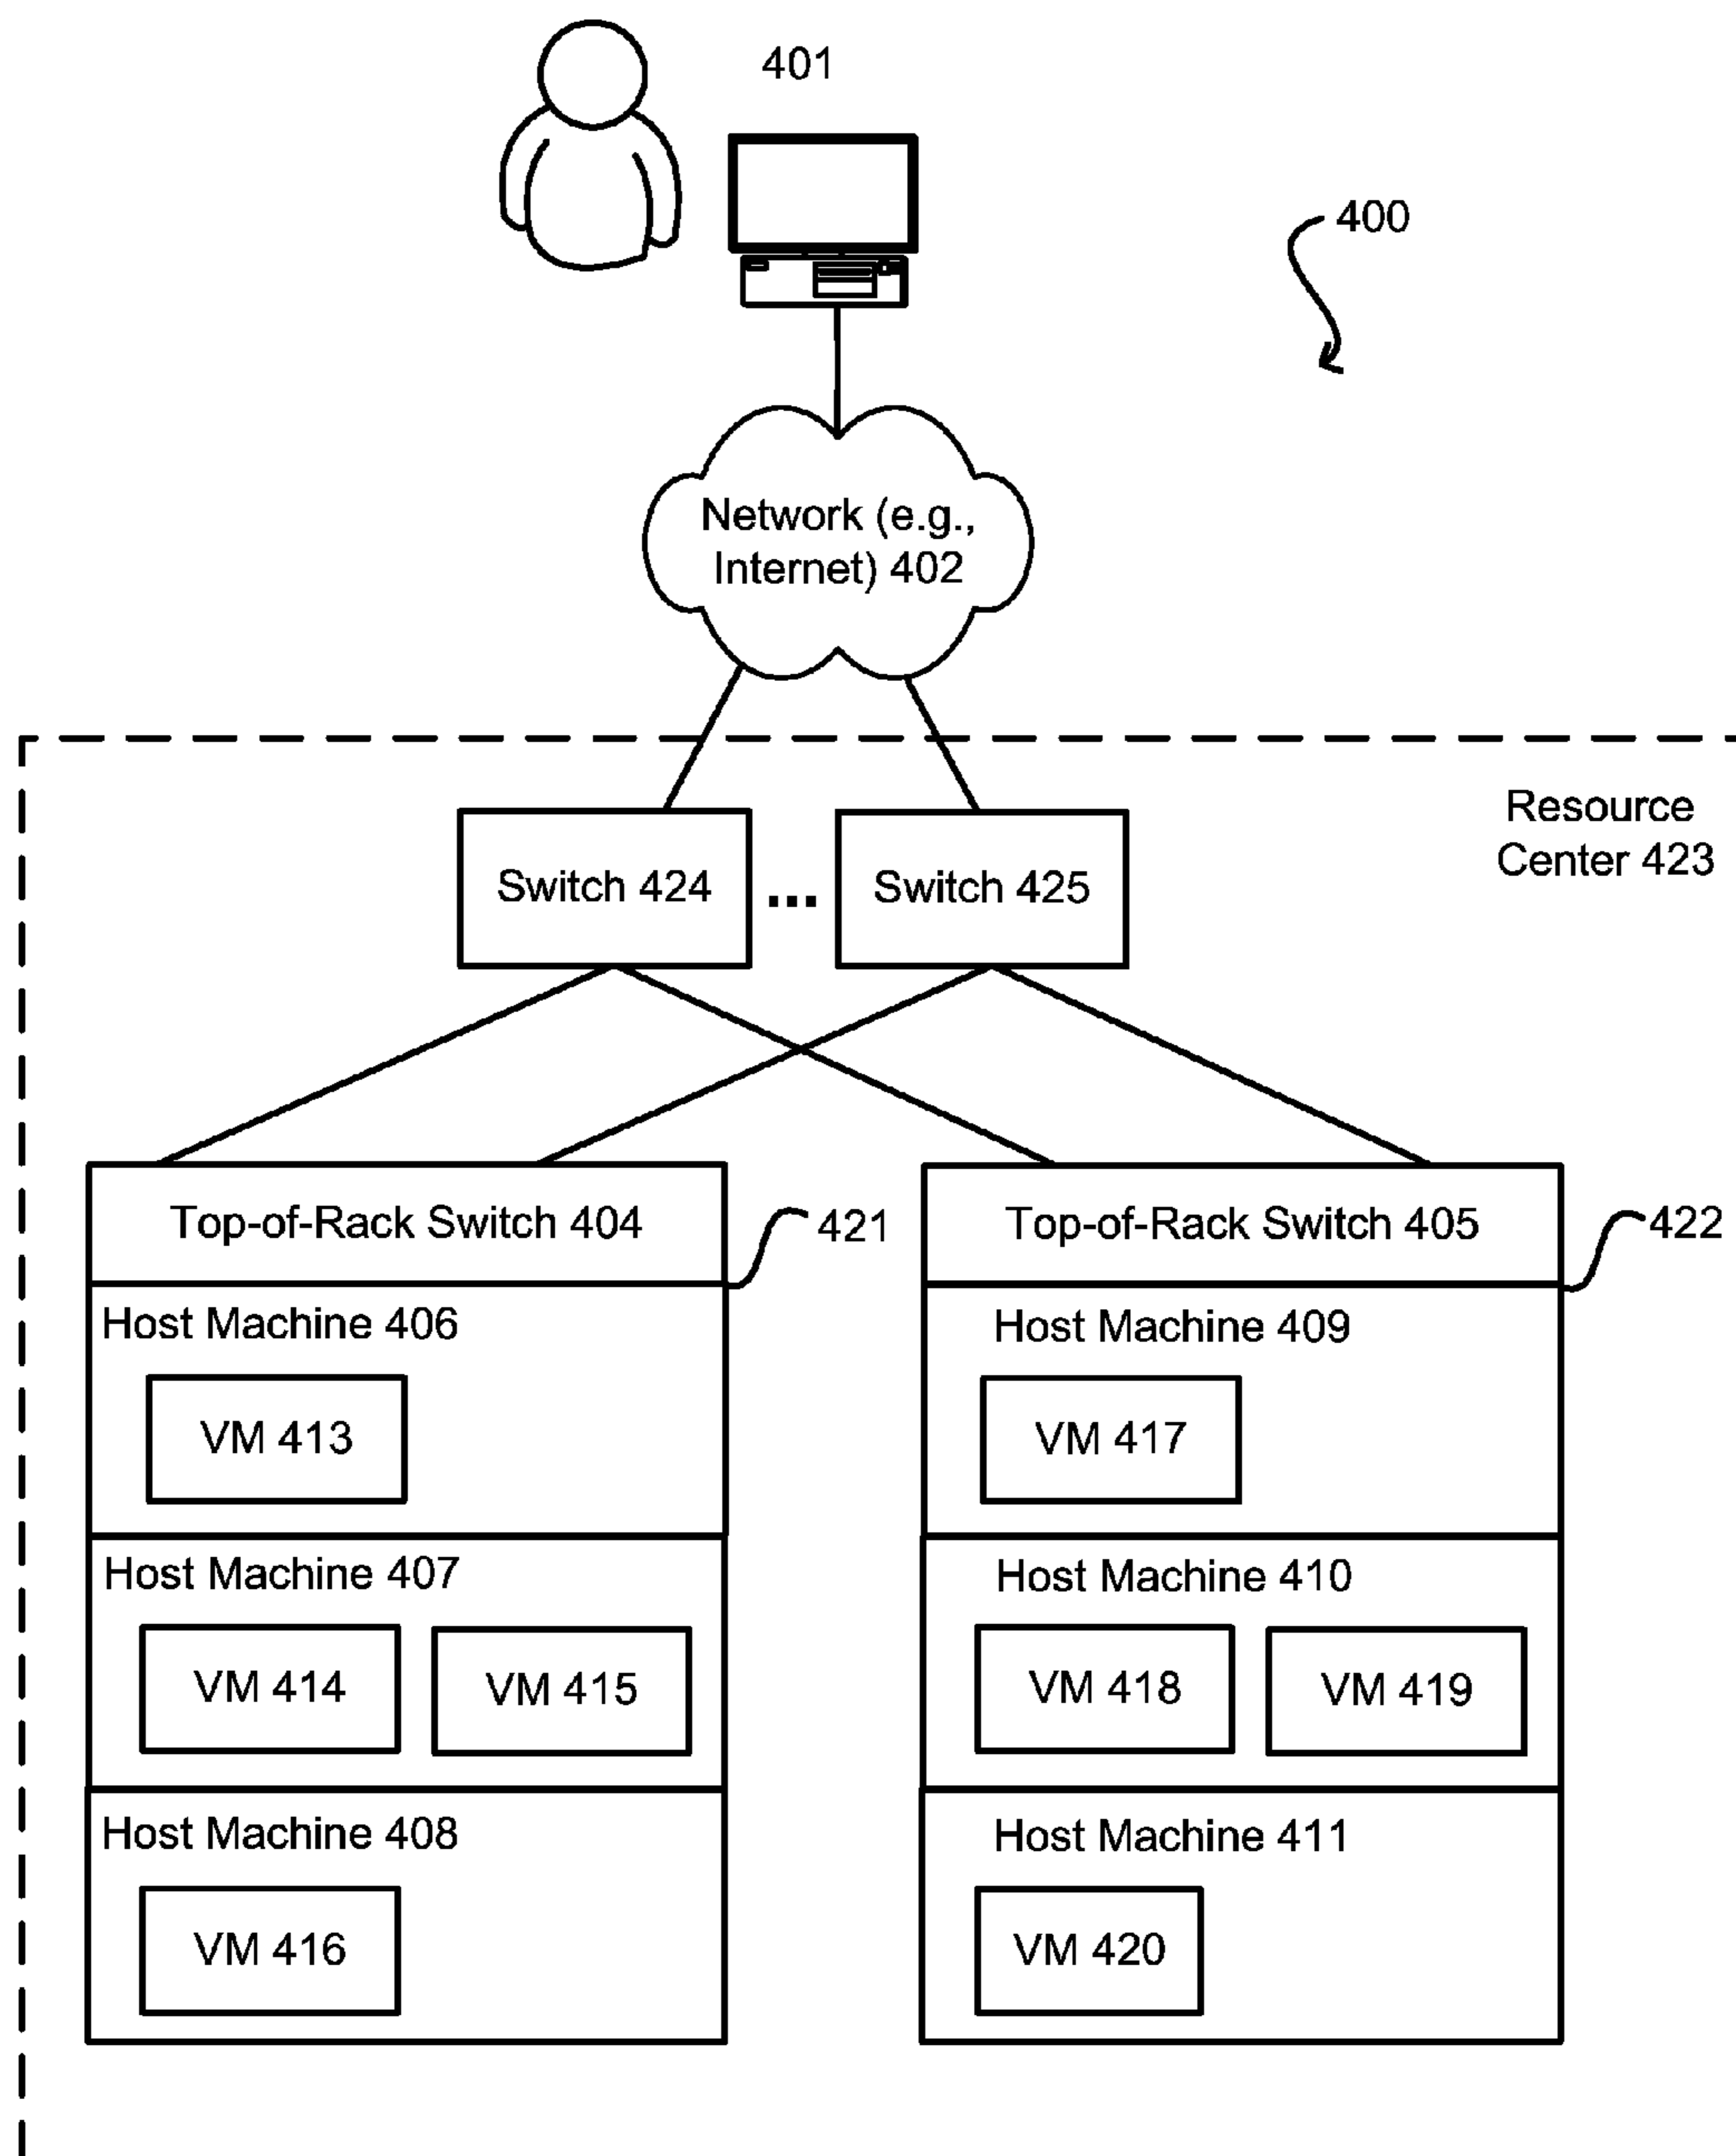 401
400
Network (e.g.,
Internet) 402
Resource
Center 423
Switch 424
...
Switch 425
Top-of-Rack Switch 404
421
Top-of-Rack Switch 405
422
Host Machine 406
Host Machine 409
VM 413
VM 417
Host Machine 407
Host Machine 410
VM 414
VM 415
VM 418
VM 419
Host Machine 408
Host Machine 411
VM 416
VM 420